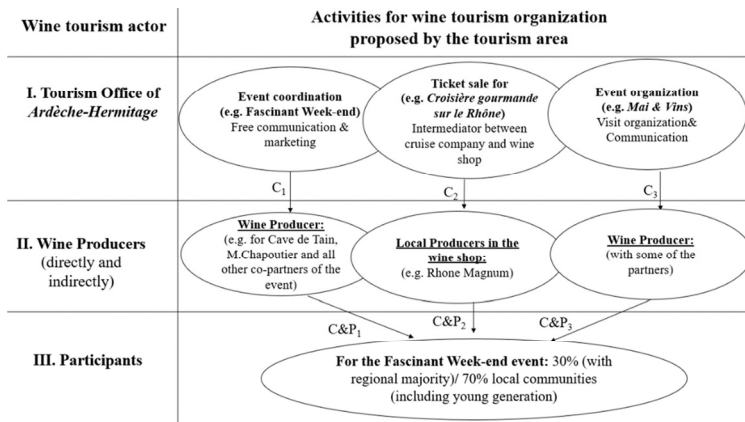 Wine tourism actor
Activities for wine tourism organization
proposed by the tourism area
I. Tourism Office of
Ardèche-Hermitage
Event coordination
(e.g. Fascinant Week-end)
Free communication &
marketing
Ticket sale for
(e.g. Croisière gourmande
sur le Rhône)
Intermediator between
cruise company and wine
shop
Event organization
(e.g. Mai & Vins)
Visit organization&
Communication
C1
C2
C3
II. Wine Producers
(directly and
indirectly)
Wine Producer:
(e.g. for Cave de Tain,
M.Chapoutier and all
other co-partners of the
event)
Local Producers in the
wine shop:
(e.g. Rhone Magnum)
Wine Producer:
(with some of the
partners)
C&P1
C&P2
C&P3
III. Participants
For the Fascinant Week-end event: 30% (with
regional majority)/ 70% local communities
(including young generation)